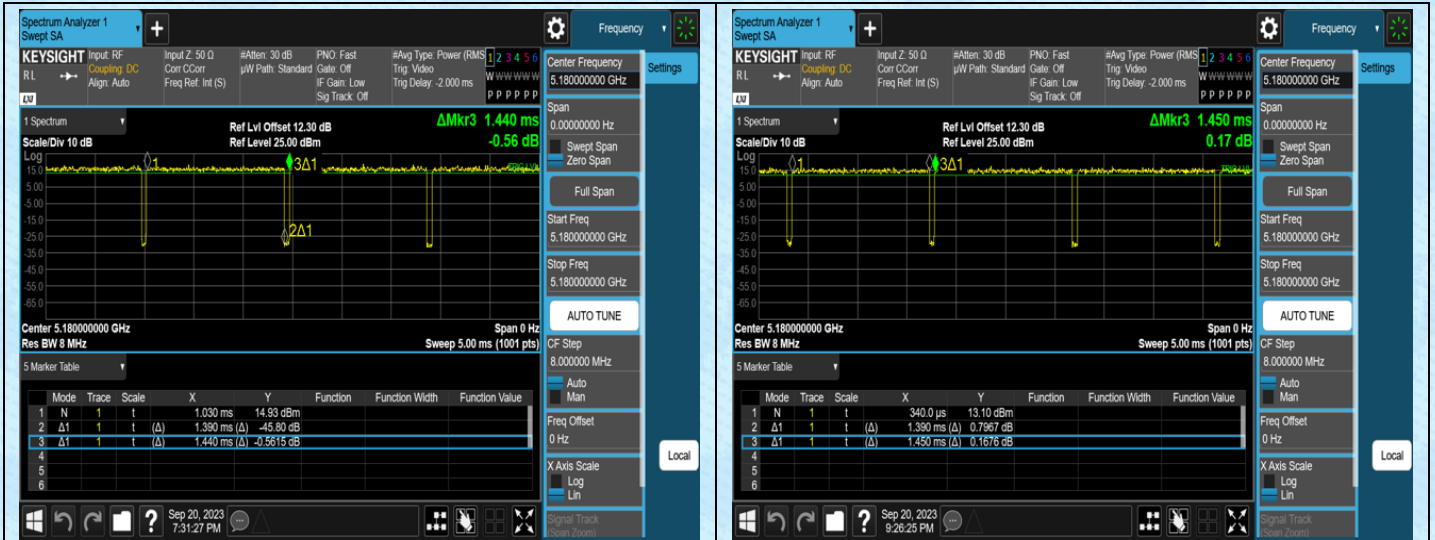 Spectrum Analyzer 1
Swept SA
Frequency
KEYSIGHT Input: RF Input Z: 50 Ω #Atten: 30 dB PNO: Fast #Avg Type: Power (RMS 1 2 3 4 5 6
RL Coupling: DC Corr CCorr µW Path: Standard Gate: Off Trig: Video
Align: Auto Freq Ref: Int (S) IF Gain: Low Trig Delay: -2.000 ms W W W W W W
Sig Track: Off P P P P P P
1 Spectrum
Scale/Div 10 dB
Ref Lvl Offset 12.30 dB
Ref Level 25.00 dBm
ΔMkr3 1.440 ms
-0.56 dB
Log
15.0
5.00
-5.00
-15.0
-25.0
-35.0
-45.0
-55.0
-65.0
1
3Δ1
2Δ1
Center 5.180000000 GHz Span 0 Hz
Res BW 8 MHz Sweep 5.00 ms (1001 pts)
5 Marker Table
Mode Trace Scale X Y Function Function Width Function Value
1 N 1 t 1.030 ms 14.93 dBm
2 Δ1 1 t (Δ) 1.390 ms (Δ) -45.80 dB
3 Δ1 1 t (Δ) 1.440 ms (Δ) -0.5615 dB
4
5
6
Sep 20, 2023
7:31:27 PM
Center Frequency
5.180000000 GHz
Settings
Span
0.00000000 Hz
Swept Span
Zero Span
Full Span
Start Freq
5.180000000 GHz
Stop Freq
5.180000000 GHz
AUTO TUNE
CF Step
8.000000 MHz
Auto
Man
Freq Offset
0 Hz
X Axis Scale
Log
Lin
Local
Signal Track
(Span Zoom)
Spectrum Analyzer 1
Swept SA
Frequency
KEYSIGHT Input: RF Input Z: 50 Ω #Atten: 30 dB PNO: Fast #Avg Type: Power (RMS 1 2 3 4 5 6
RL Coupling: DC Corr CCorr µW Path: Standard Gate: Off Trig: Video
Align: Auto Freq Ref: Int (S) IF Gain: Low Trig Delay: -2.000 ms W W W W W W
Sig Track: Off P P P P P P
1 Spectrum
Scale/Div 10 dB
Ref Lvl Offset 12.30 dB
Ref Level 25.00 dBm
ΔMkr3 1.450 ms
0.17 dB
Log
15.0
5.00
-5.00
-15.0
-25.0
-35.0
-45.0
-55.0
-65.0
1
3Δ1
Center 5.180000000 GHz Span 0 Hz
Res BW 8 MHz Sweep 5.00 ms (1001 pts)
5 Marker Table
Mode Trace Scale X Y Function Function Width Function Value
1 N 1 t 340.0 µs 13.10 dBm
2 Δ1 1 t (Δ) 1.390 ms (Δ) 0.7967 dB
3 Δ1 1 t (Δ) 1.450 ms (Δ) 0.1676 dB
4
5
6
Sep 20, 2023
9:26:25 PM
Center Frequency
5.180000000 GHz
Settings
Span
0.00000000 Hz
Swept Span
Zero Span
Full Span
Start Freq
5.180000000 GHz
Stop Freq
5.180000000 GHz
AUTO TUNE
CF Step
8.000000 MHz
Auto
Man
Freq Offset
0 Hz
X Axis Scale
Log
Lin
Local
Signal Track
(Span Zoom)